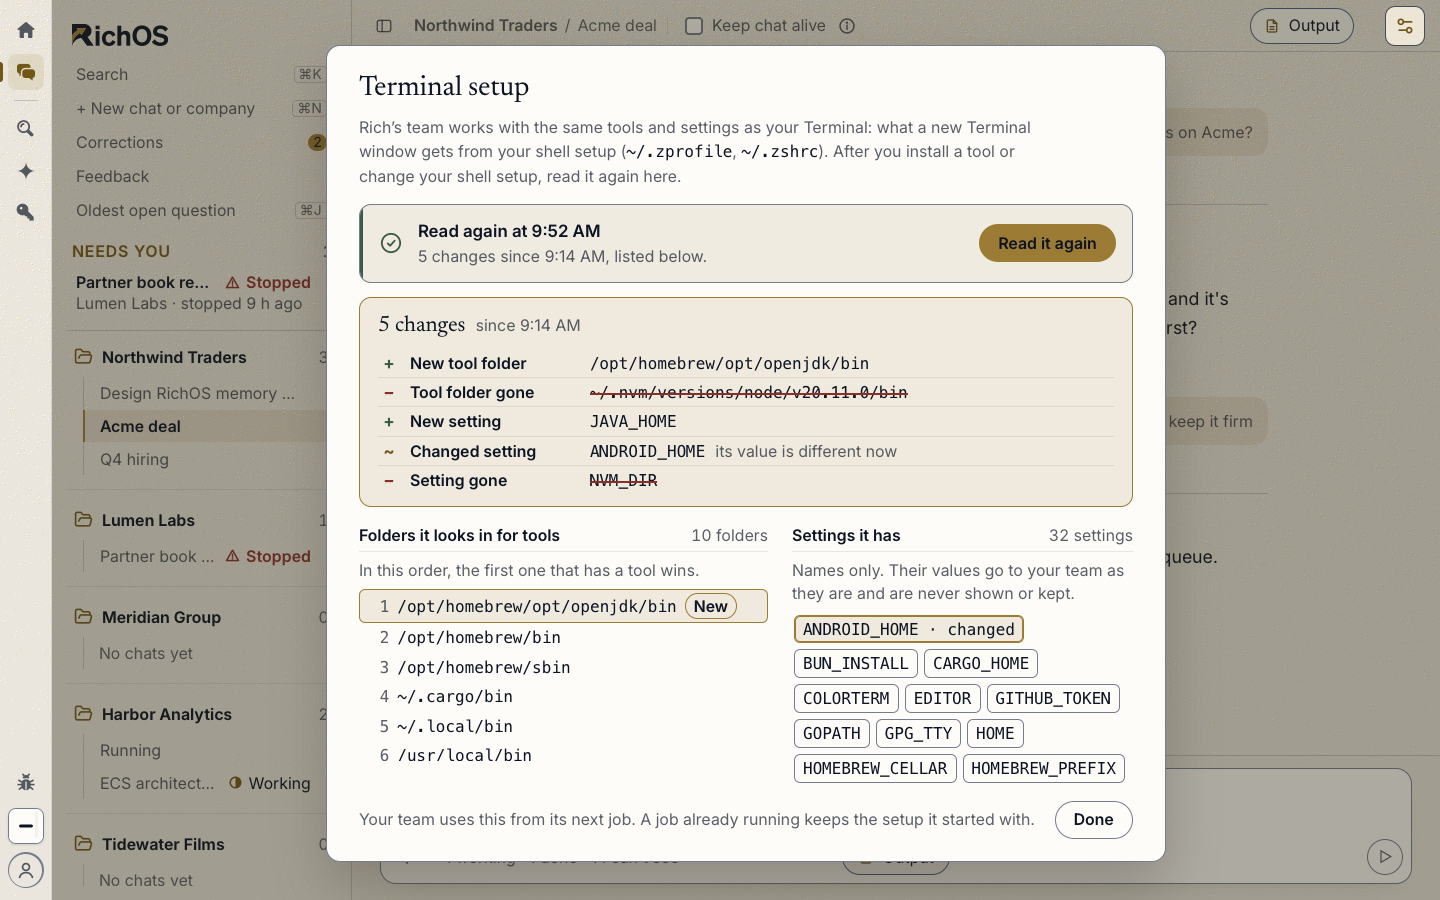 RichOS
Search ⌘K
+ New chat or company ⌘N
Corrections 2
Feedback
Oldest open question ⌘J
NEEDS YOU
Partner book re... Stopped
Lumen Labs · stopped 9 h ago
Northwind Traders
Design RichOS memory ...
Acme deal
Q4 hiring
Lumen Labs
Partner book ... Stopped
Meridian Group
No chats yet
Harbor Analytics
Running
ECS architect... Working
Tidewater Films
No chats yet
Northwind Traders / Acme deal
Keep chat alive
Output
s on Acme?
and it's
rst?
keep it firm
queue.
Terminal setup
Rich’s team works with the same tools and settings as your Terminal: what a new Terminal
window gets from your shell setup (~/.zprofile, ~/.zshrc). After you install a tool or
change your shell setup, read it again here.
Read again at 9:52 AM
5 changes since 9:14 AM, listed below.
Read it again
5 changes since 9:14 AM
+ New tool folder /opt/homebrew/opt/openjdk/bin
− Tool folder gone ~/.nvm/versions/node/v20.11.0/bin
+ New setting JAVA_HOME
~ Changed setting ANDROID_HOME its value is different now
− Setting gone NVM_DIR
Folders it looks in for tools 10 folders
In this order, the first one that has a tool wins.
1 /opt/homebrew/opt/openjdk/bin New
2 /opt/homebrew/bin
3 /opt/homebrew/sbin
4 ~/.cargo/bin
5 ~/.local/bin
6 /usr/local/bin
Settings it has 32 settings
Names only. Their values go to your team as
they are and are never shown or kept.
ANDROID_HOME · changed
BUN_INSTALL CARGO_HOME
COLORTERM EDITOR GITHUB_TOKEN
GOPATH GPG_TTY HOME
HOMEBREW_CELLAR HOMEBREW_PREFIX
Your team uses this from its next job. A job already running keeps the setup it started with.
Done